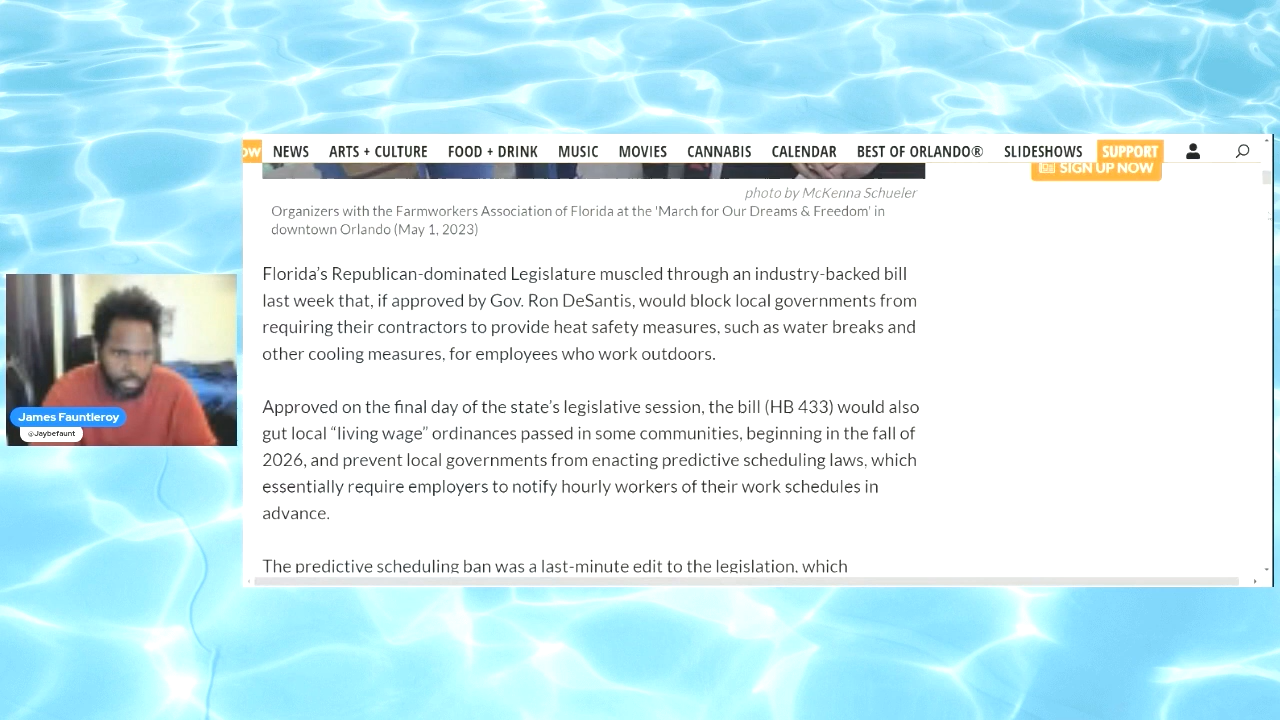 OW NEWS ARTS + CULTURE FOOD + DRINK MUSIC MOVIES CANNABIS CALENDAR BEST OF ORLANDO® SLIDESHOWS SUPPORT
SIGN UP NOW
photo by McKenna Schueler
Organizers with the Farmworkers Association of Florida at the 'March for Our Dreams & Freedom' in
downtown Orlando (May 1, 2023)
Florida's Republican-dominated Legislature muscled through an industry-backed bill
last week that, if approved by Gov. Ron DeSantis, would block local governments from
requiring their contractors to provide heat safety measures, such as water breaks and
other cooling measures, for employees who work outdoors.
Approved on the final day of the state's legislative session, the bill (HB 433) would also
gut local “living wage” ordinances passed in some communities, beginning in the fall of
2026, and prevent local governments from enacting predictive scheduling laws, which
essentially require employers to notify hourly workers of their work schedules in
advance.
The predictive scheduling ban was a last-minute edit to the legislation, which
James Fauntleroy
@Jaybefaunt